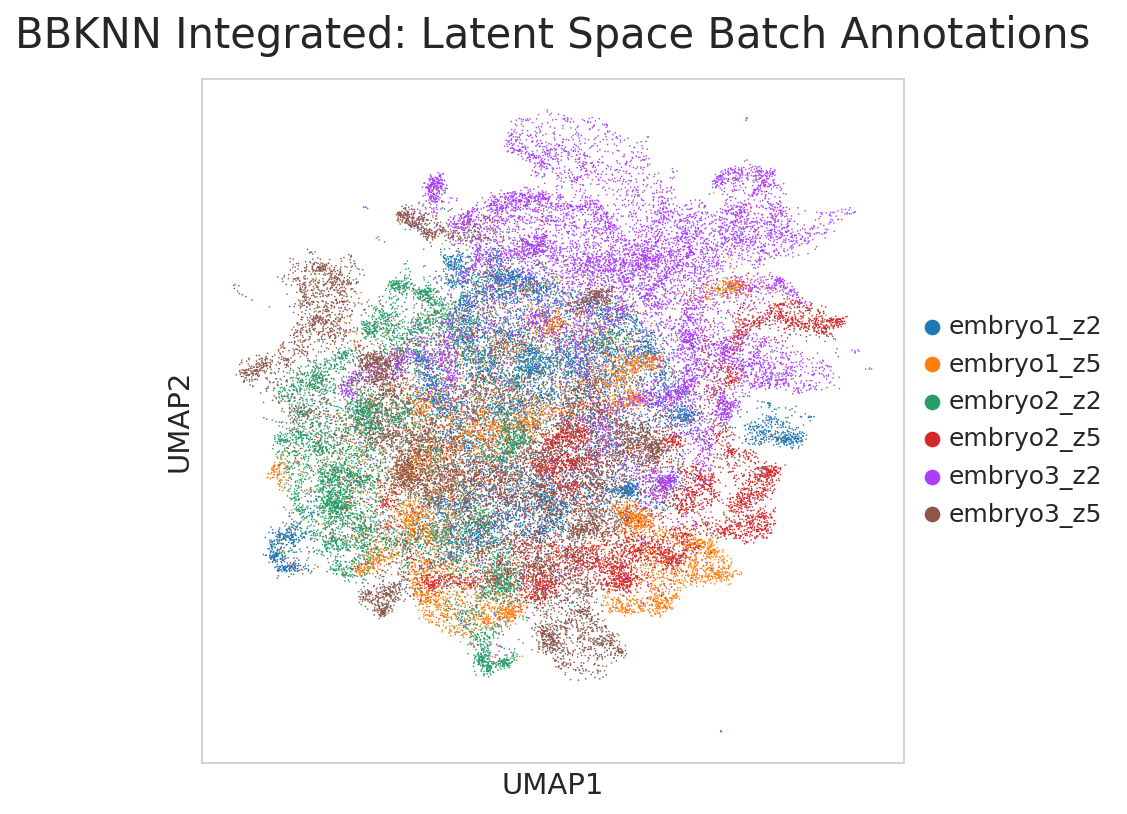 BBKNN Integrated: Latent Space Batch Annotations
UMAP2
embryo1_z2
embryo1_z5
embryo2_z2
embryo2_z5
embryo3_z2
embryo3_z5
UMAP1